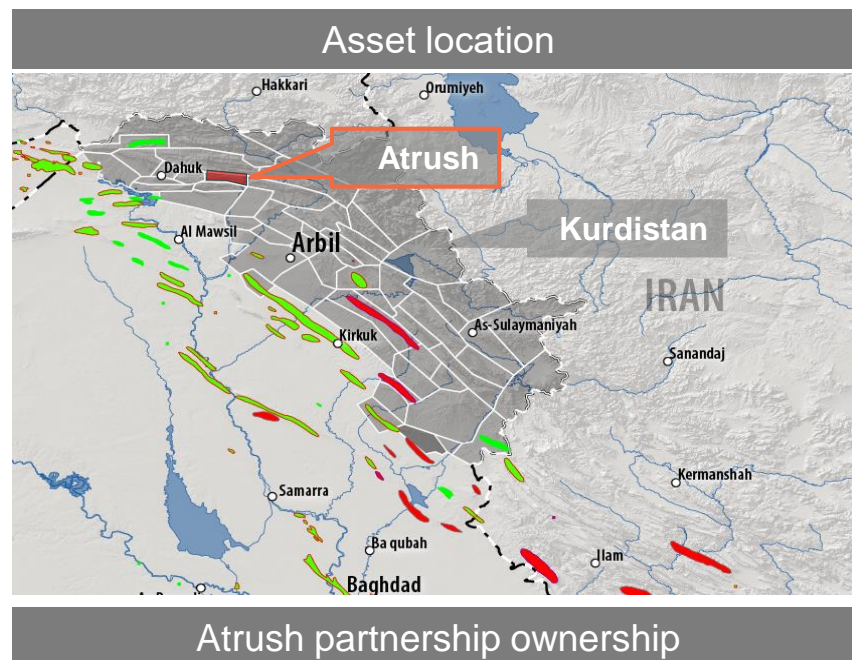 Asset location
Hakkari
Orumiyeh
Atrush
Dahuk
Kurdistan
Al Mawsil
Arbil
IRAN
As-Sulaymaniyah
Kirkuk
Sanandaj
Kermanshah
Samarra
Ba qubah
Ilam
Baghdad
Atrush partnership ownership